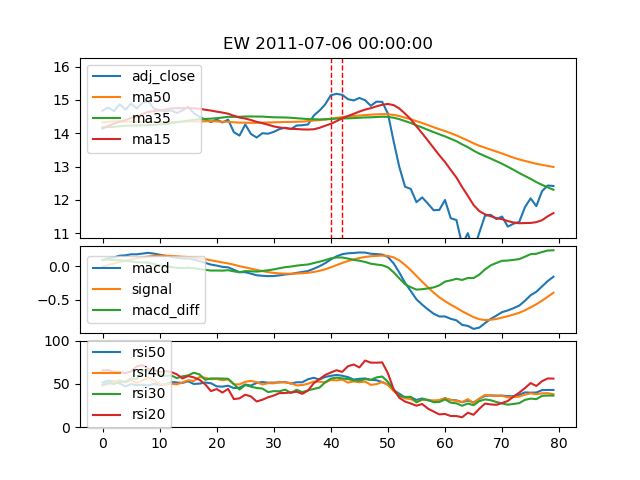 EW 2011-07-06 00:00:00
16
15
14
13
12
11
adj_close
ma50
ma35
ma15
0.0
−0.5
macd
signal
macd_diff
100
50
0
rsi50
rsi40
rsi30
rsi20
0 10 20 30 40 50 60 70 80